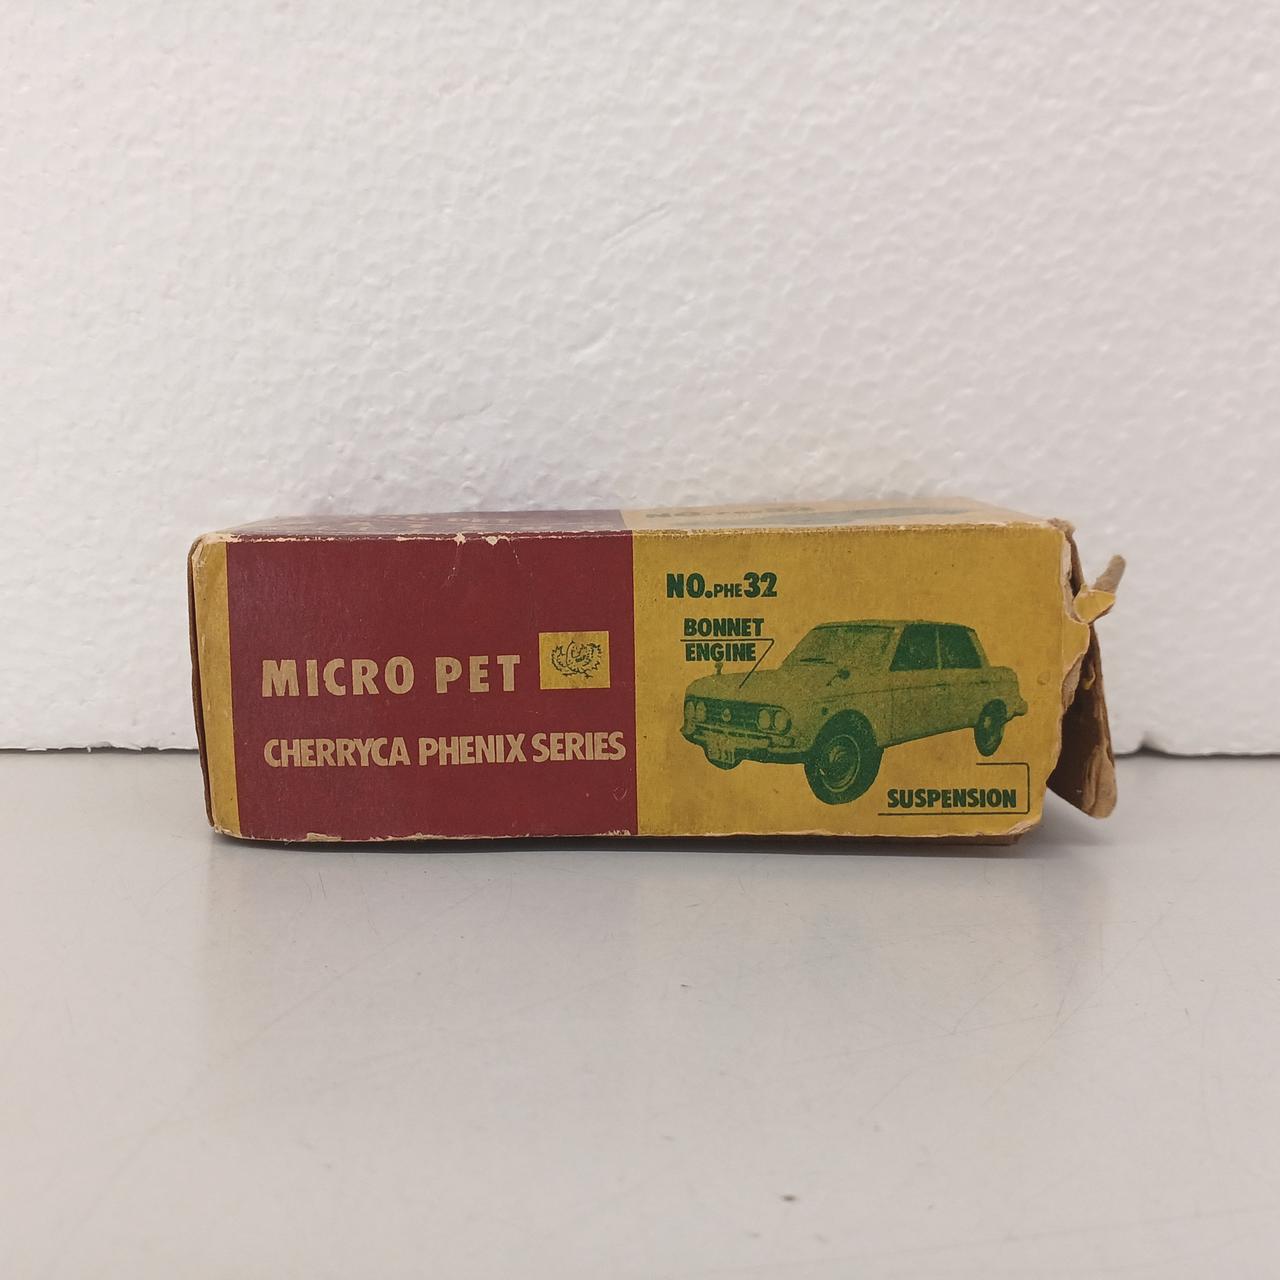 MICRO PET
CHERRYCA PHENIX SERIES
NO.PHE32
BONNET
ENGINE
SUSPENSION